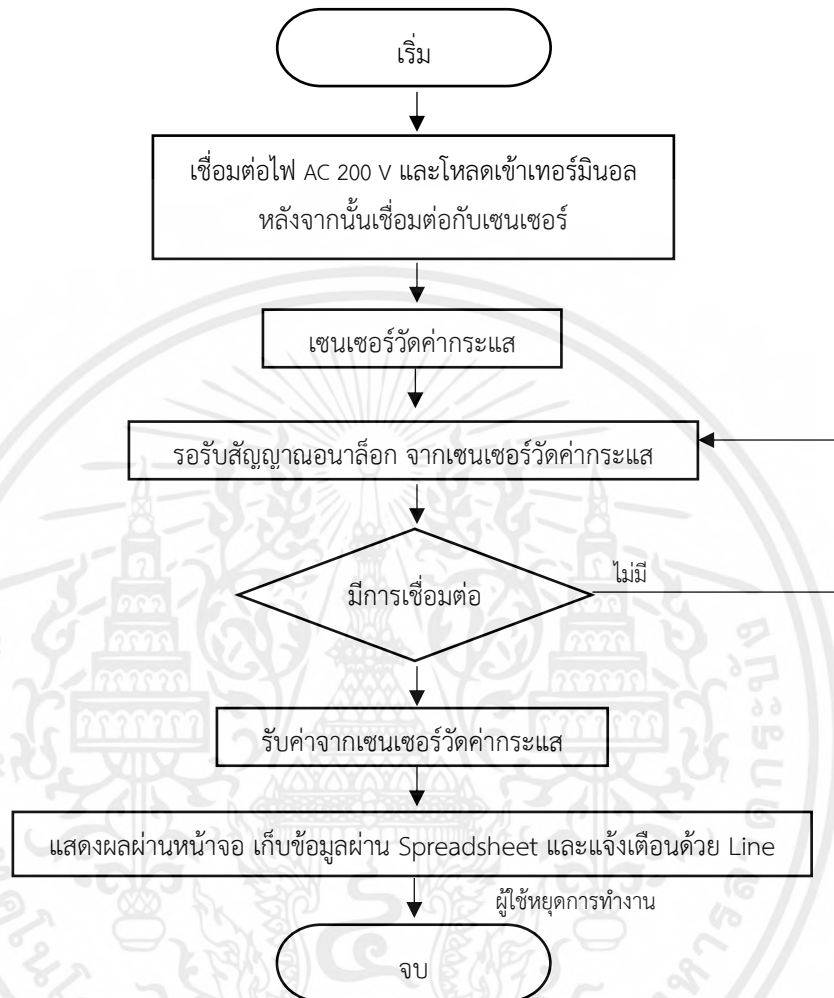 เริ่ม
เชื่อมต่อไฟ AC 200 V และโหลดเข้าเทอร์มินอล
หลังจากนั้นเชื่อมต่อกับเซนเซอร์
เซนเซอร์วัดค่ากระแส
รอรับสัญญาณอนาล็อก จากเซนเซอร์วัดค่ากระแส
มีการเชื่อมต่อ
ไม่มี
รับค่าจากเซนเซอร์วัดค่ากระแส
แสดงผลผ่านหน้าจอ เก็บข้อมูลผ่าน Spreadsheet และแจ้งเตือนด้วย Line
ผู้ใช้หยุดการทำงาน
จบ